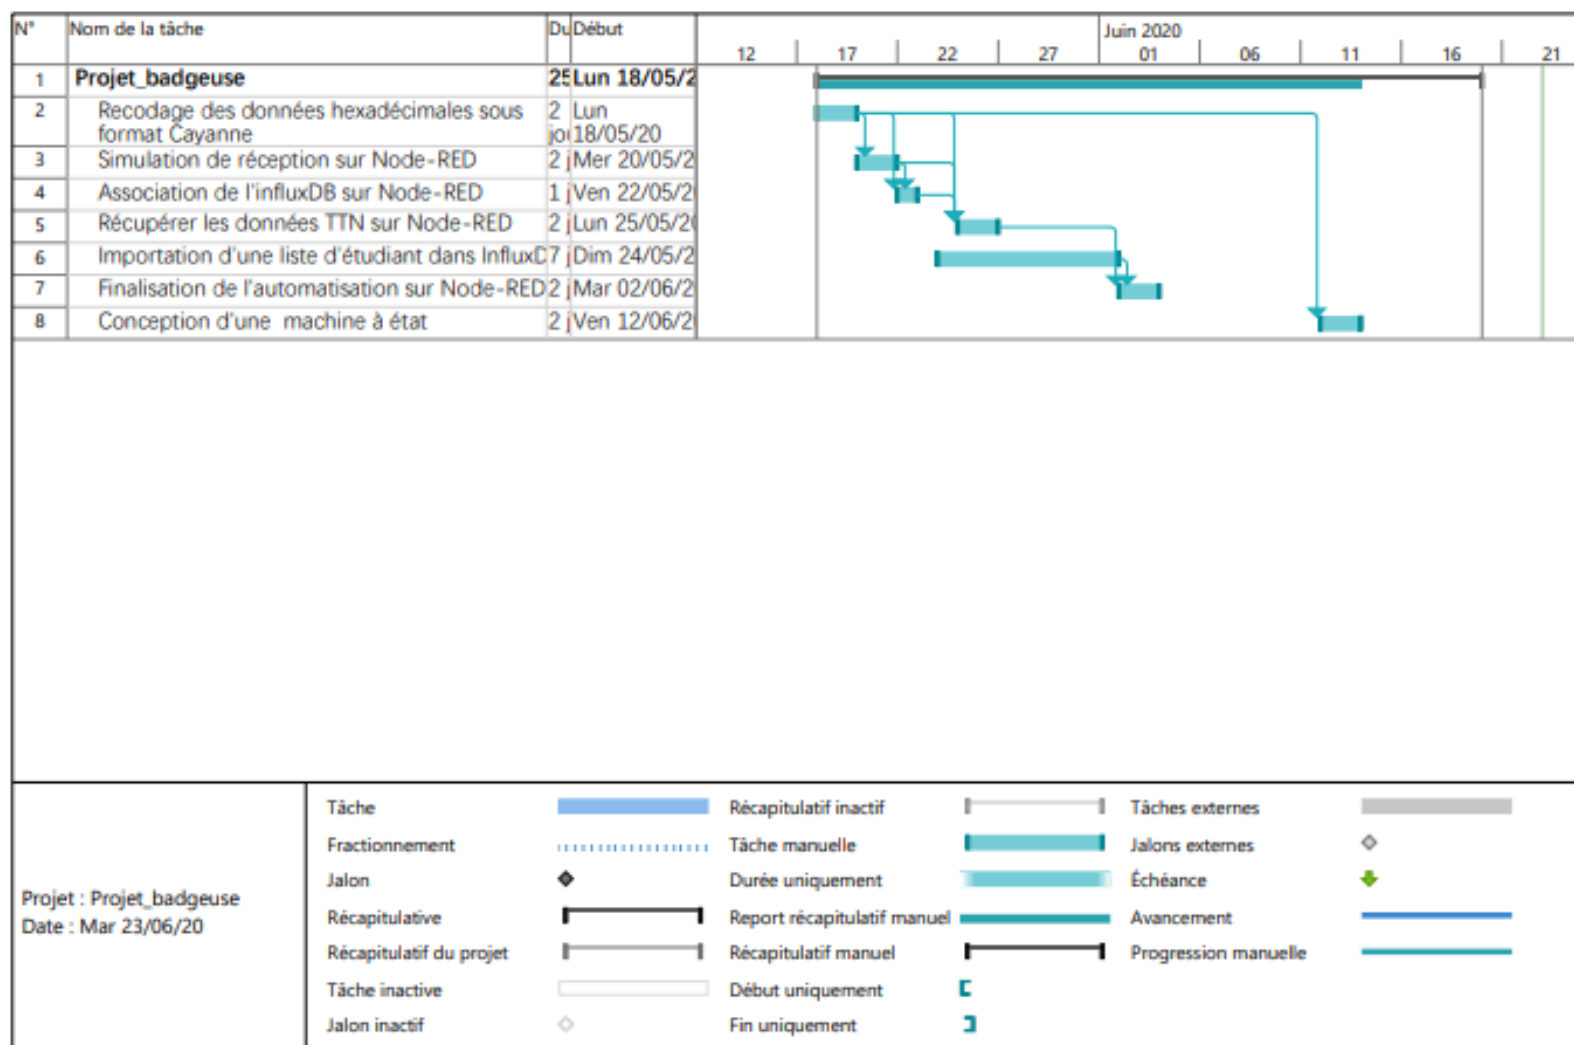 N° Nom de la tâche Du Début
Juin 2020
12 17 22 27 01 06 11 16 21
1 Projet_badgeuse 25 Lun 18/05/2
2 Recodage des données hexadécimales sous 2 Lun
format Cayanne jou 18/05/20
3 Simulation de réception sur Node-RED 2 j Mer 20/05/2
4 Association de l'influxDB sur Node-RED 1 j Ven 22/05/2
5 Récupérer les données TTN sur Node-RED 2 j Lun 25/05/20
6 Importation d'une liste d'étudiant dans InfluxD 7 j Dim 24/05/2
7 Finalisation de l'automatisation sur Node-RED 2 j Mar 02/06/2
8 Conception d'une machine à état 2 j Ven 12/06/2
Projet : Projet_badgeuse
Date : Mar 23/06/20
Tâche Récapitulatif inactif Tâches externes
Fractionnement Tâche manuelle Jalons externes
Jalon Durée uniquement Échéance
Récapitulative Report récapitulatif manuel Avancement
Récapitulatif du projet Récapitulatif manuel Progression manuelle
Tâche inactive Début uniquement
Jalon inactif Fin uniquement